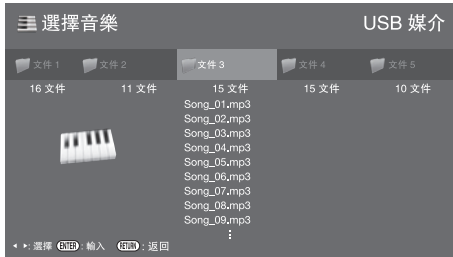 選擇音樂 USB 媒介
文件 1 文件 2 文件 3 文件 4 文件 5
16 文件 11 文件 15 文件 15 文件 10 文件
Song_01.mp3
Song_02.mp3
Song_03.mp3
Song_04.mp3
Song_05.mp3
Song_06.mp3
Song_07.mp3
Song_08.mp3
Song_09.mp3
⋮
◂ ▸: 選擇 ENTER : 輸入 RETURN : 返回